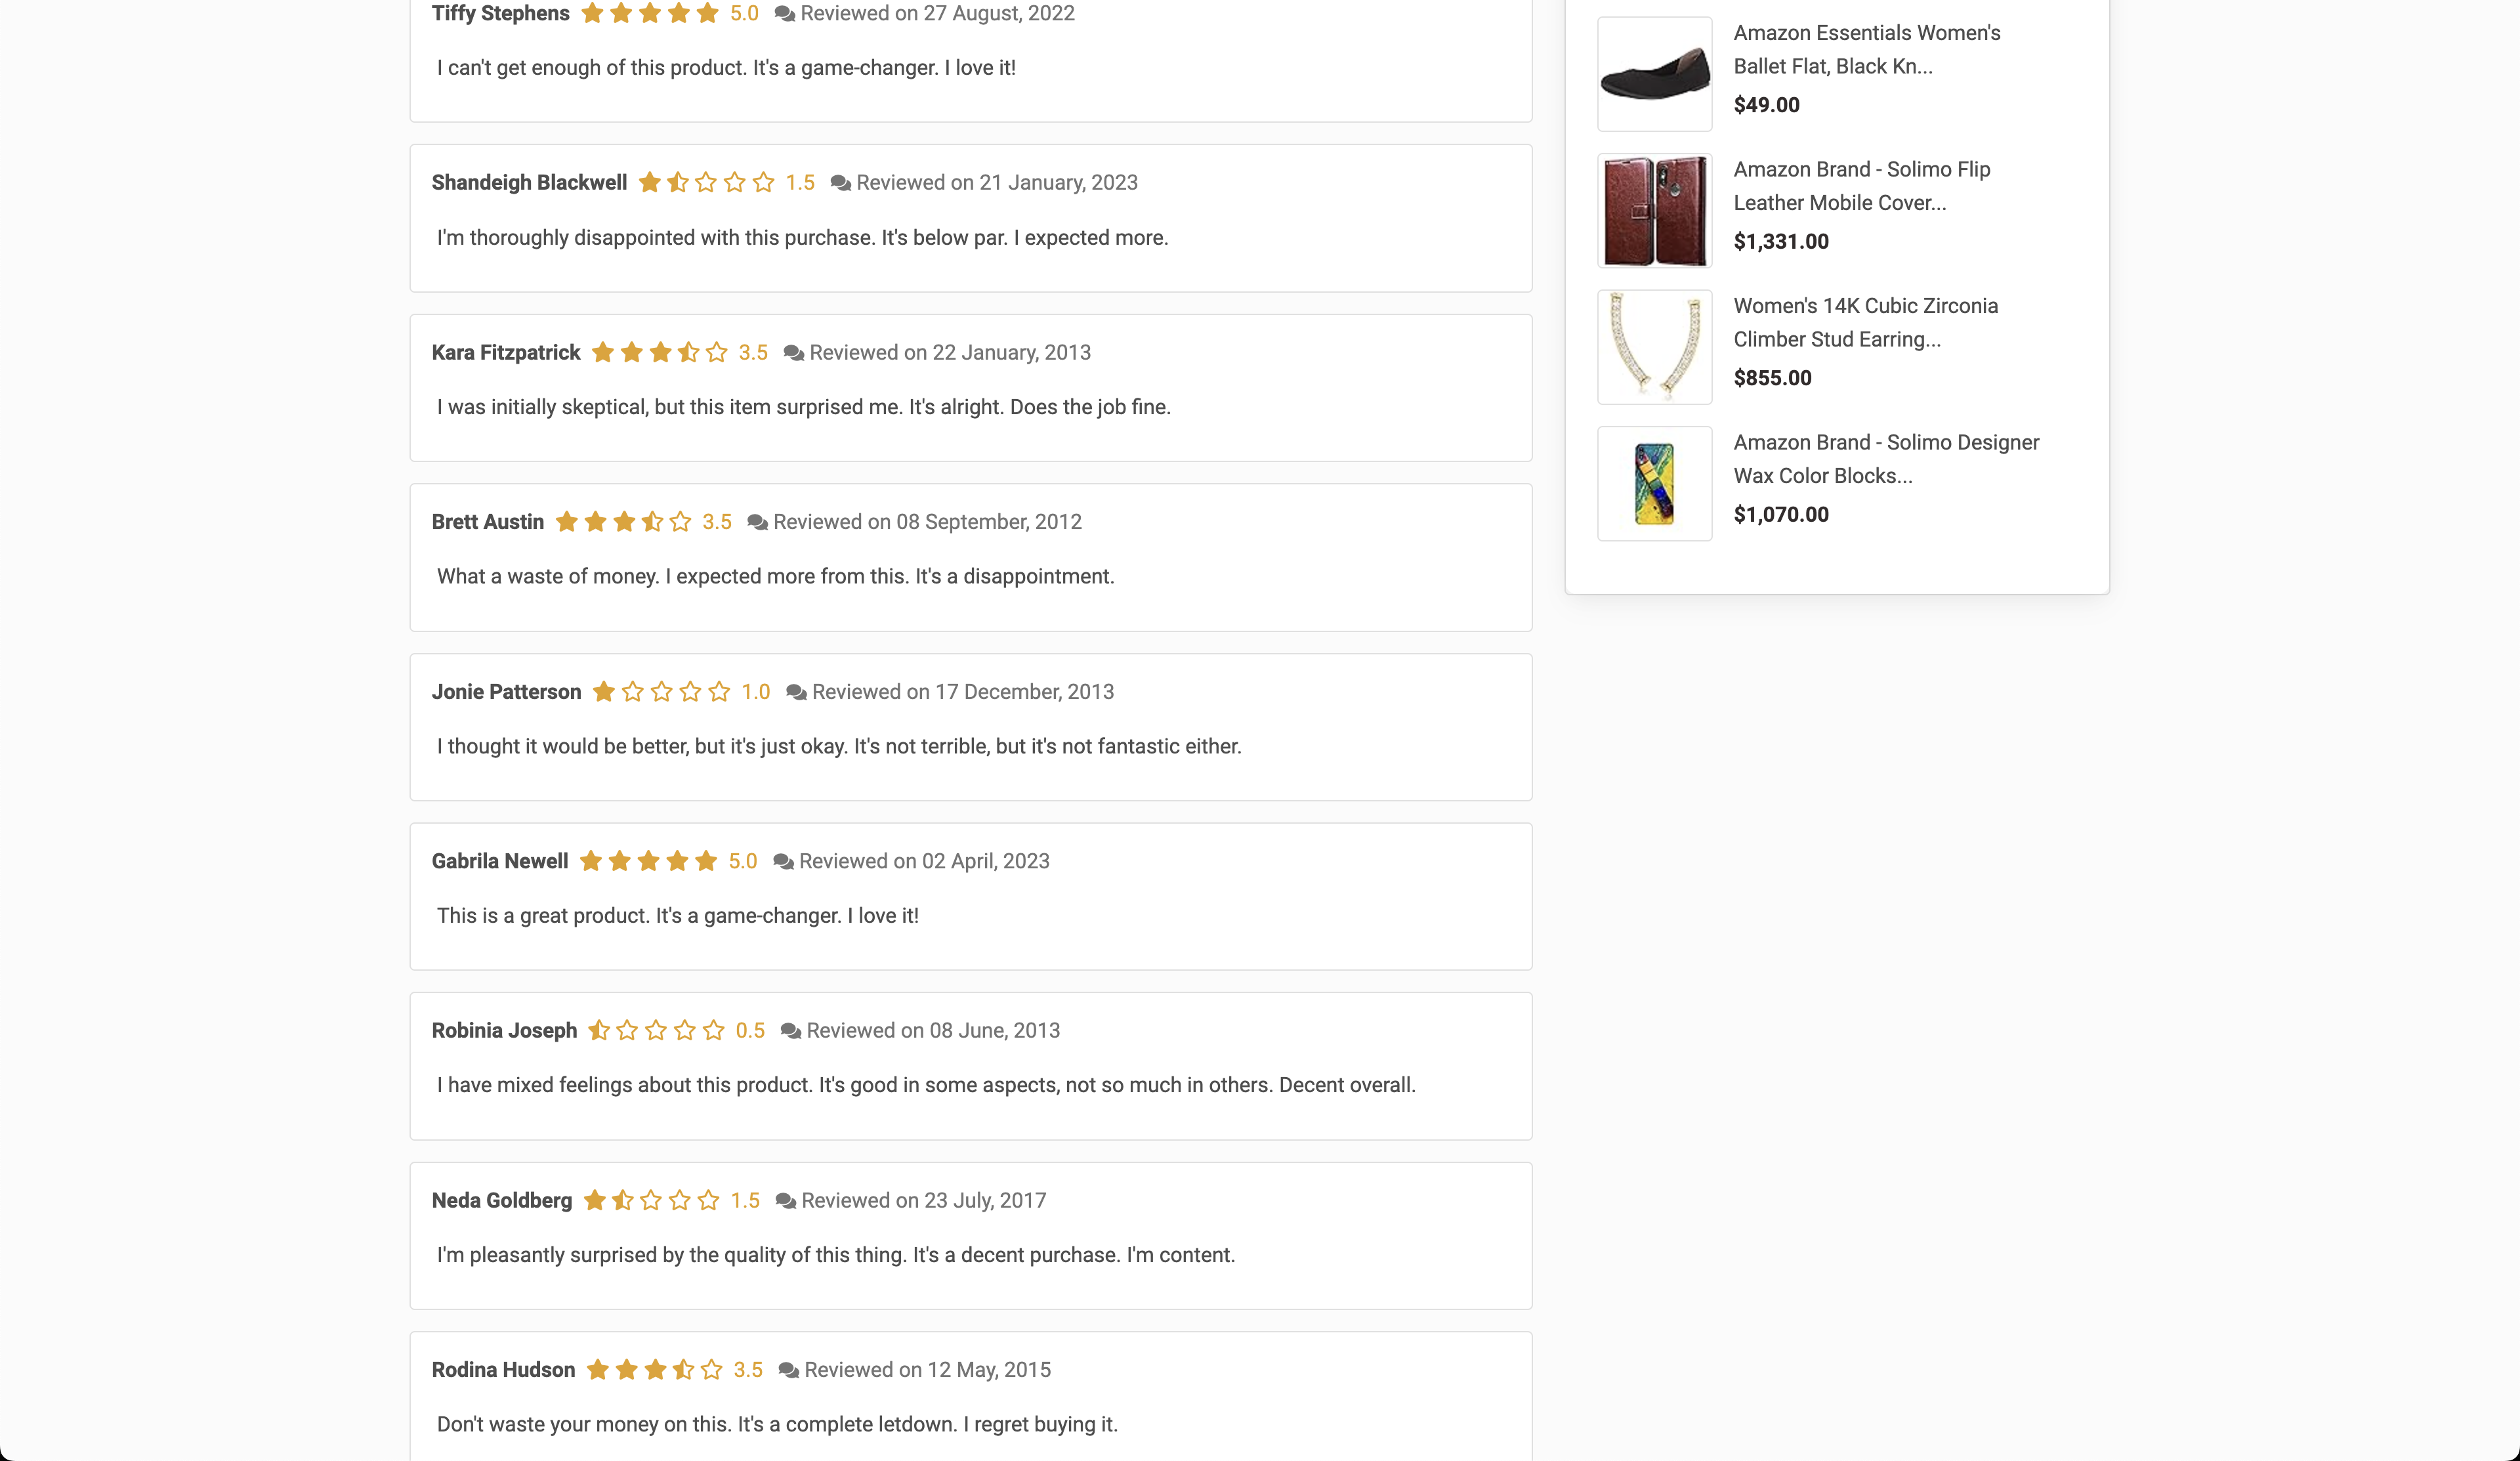 Tiffy Stephens 5.0 Reviewed on 27 August, 2022
I can't get enough of this product. It's a game-changer. I love it!
Shandeigh Blackwell 1.5 Reviewed on 21 January, 2023
I'm thoroughly disappointed with this purchase. It's below par. I expected more.
Kara Fitzpatrick 3.5 Reviewed on 22 January, 2013
I was initially skeptical, but this item surprised me. It's alright. Does the job fine.
Brett Austin 3.5 Reviewed on 08 September, 2012
What a waste of money. I expected more from this. It's a disappointment.
Jonie Patterson 1.0 Reviewed on 17 December, 2013
I thought it would be better, but it's just okay. It's not terrible, but it's not fantastic either.
Gabrila Newell 5.0 Reviewed on 02 April, 2023
This is a great product. It's a game-changer. I love it!
Robinia Joseph 0.5 Reviewed on 08 June, 2013
I have mixed feelings about this product. It's good in some aspects, not so much in others. Decent overall.
Neda Goldberg 1.5 Reviewed on 23 July, 2017
I'm pleasantly surprised by the quality of this thing. It's a decent purchase. I'm content.
Rodina Hudson 3.5 Reviewed on 12 May, 2015
Don't waste your money on this. It's a complete letdown. I regret buying it.
Amazon Essentials Women's
Ballet Flat, Black Kn...
$49.00
Amazon Brand - Solimo Flip
Leather Mobile Cover...
$1,331.00
Women's 14K Cubic Zirconia
Climber Stud Earring...
$855.00
Amazon Brand - Solimo Designer
Wax Color Blocks...
$1,070.00